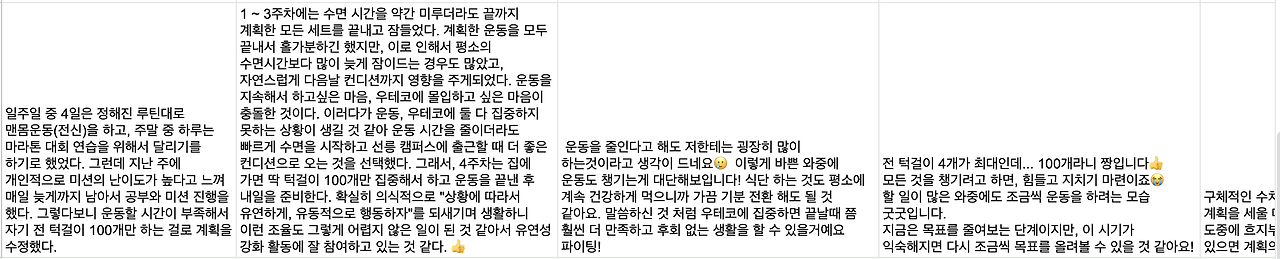 일주일 중 4일은 정해진 루틴대로
맨몸운동(전신)을 하고, 주말 중 하루는
마라톤 대회 연습을 위해서 달리기를
하기로 했었다. 그런데 지난 주에
개인적으로 미션의 난이도가 높다고 느껴
매일 늦게까지 남아서 공부와 미션 진행을
했다. 그렇다보니 운동할 시간이 부족해서
자기 전 턱걸이 100개만 하는 걸로 계획을
수정했다.
1 ~ 3주차에는 수면 시간을 약간 미루더라도 끝까지
계획한 모든 세트를 끝내고 잠들었다. 계획한 운동을 모두
끝내서 홀가분하긴 했지만, 이로 인해서 평소의
수면시간보다 많이 늦게 잠이드는 경우도 많았고,
자연스럽게 다음날 컨디션까지 영향을 주게되었다. 운동을
지속해서 하고싶은 마음, 우테코에 몰입하고 싶은 마음이
충돌한 것이다. 이러다가 운동, 우테코에 둘 다 집중하지
못하는 상황이 생길 것 같아 운동 시간을 줄이더라도
빠르게 수면을 시작하고 선릉 캠퍼스에 출근할 때 더 좋은
컨디션으로 오는 것을 선택했다. 그래서, 4주차는 집에
가면 딱 턱걸이 100개만 집중해서 하고 운동을 끝낸 후
내일을 준비한다. 확실히 의식적으로 "상황에 따라서
유연하게, 유동적으로 행동하자"를 되새기며 생활하니
이런 조율도 그렇게 어렵지 않은 일이 된 것 같아서 유연성
강화 활동에 잘 참여하고 있는 것 같다. 👍
운동을 줄인다고 해도 저한테는 굉장히 많이
하는것이라고 생각이 드네요🥲 이렇게 바쁜 와중에
운동도 챙기는게 대단해보입니다! 식단 하는 것도 평소에
계속 건강하게 먹으니까 가끔 기분 전환 해도 될 것
같아요. 말씀하신 것 처럼 우테코에 집중하면 끝날때 쯤
훨씬 더 만족하고 후회 없는 생활을 할 수 있을거예요
파이팅!
전 턱걸이 4개가 최대인데... 100개라니 짱입니다👍
모든 것을 챙기려고 하면, 힘들고 지치기 마련이죠😭
할 일이 많은 와중에도 조금씩 운동을 하려는 모습
굿굿입니다.
지금은 목표를 줄여보는 단계이지만, 이 시기가
익숙해지면 다시 조금씩 목표를 올려볼 수 있을 것 같아요!
구체적인 수치
계획을 세울 때
도중에 흐지부
있으면 계획의